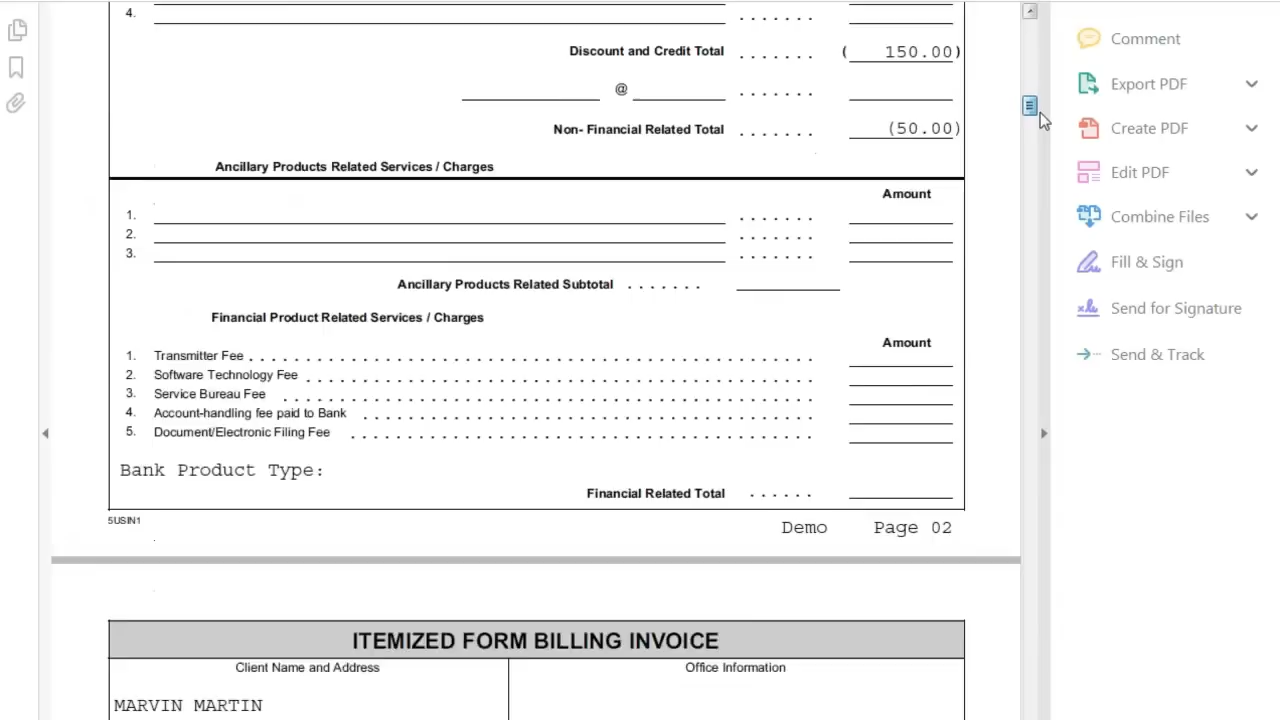 4. . . . . . . .
Discount and Credit Total . . . . . . . ( 150.00)
@ . . . . . . .
Non- Financial Related Total . . . . . . . (50.00)
Ancillary Products Related Services / Charges
Amount
1. . . . . . . .
2. . . . . . . .
3. . . . . . . .
Ancillary Products Related Subtotal . . . . . . .
Financial Product Related Services / Charges
Amount
1. Transmitter Fee
2. Software Technology Fee
3. Service Bureau Fee
4. Account-handling fee paid to Bank
5. Document/Electronic Filing Fee
Bank Product Type:
Financial Related Total . . . . . .
5USIN1
Demo Page 02
ITEMIZED FORM BILLING INVOICE
Client Name and Address
Office Information
MARVIN MARTIN
Comment
Export PDF
Create PDF
Edit PDF
Combine Files
Fill & Sign
Send for Signature
Send & Track